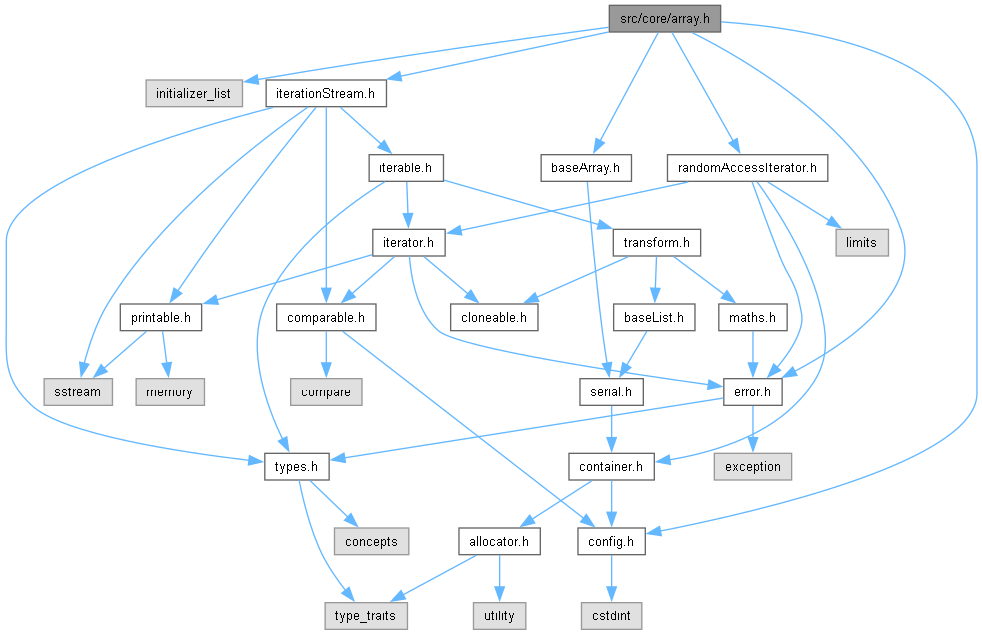 src/core/array.h
initializer_list
iterationStream.h
iterable.h
baseArray.h
randomAccessIterator.h
iterator.h
transform.h
limits
printable.h
comparable.h
cloneable.h
baseList.h
maths.h
sstream
memory
compare
serial.h
error.h
types.h
container.h
exception
concepts
allocator.h
config.h
type_traits
utility
cstdint